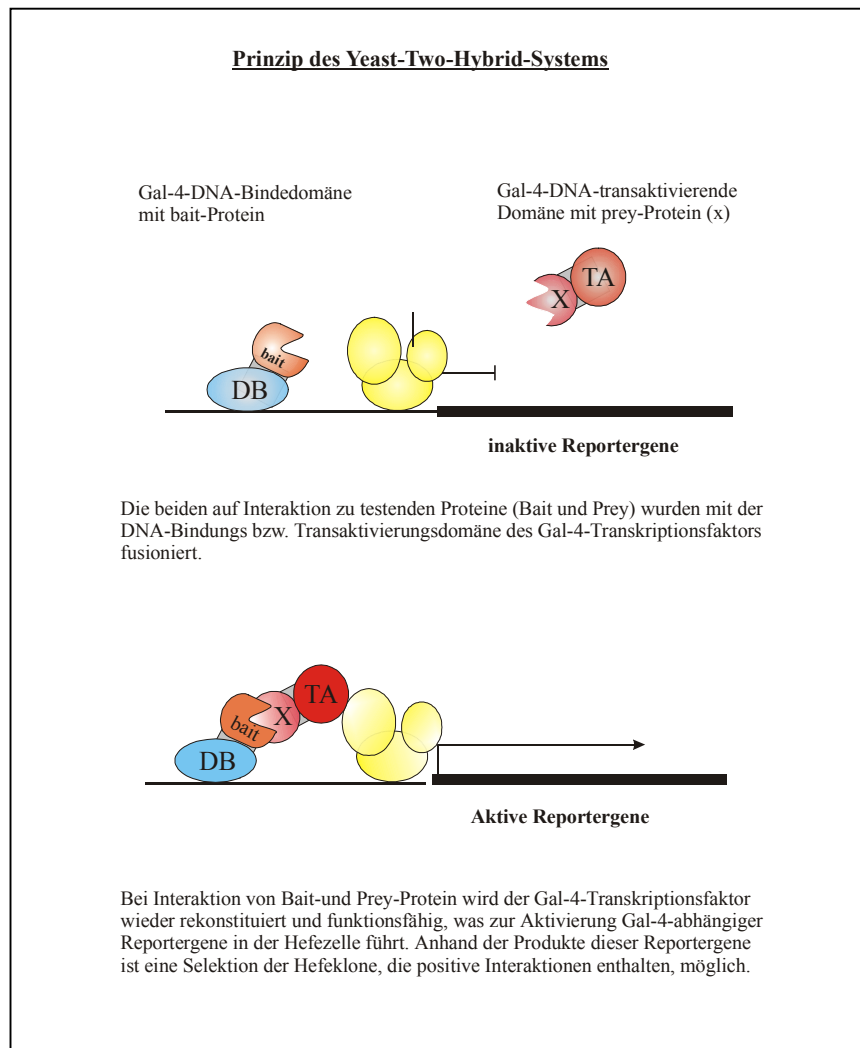 Prinzip des Yeast-Two-Hybrid-Systems
Gal-4-DNA-Bindedomäne
mit bait-Protein
Gal-4-DNA-transaktivierende
Domäne mit prey-Protein (x)
TA
X
bait
DB
inaktive Reportergene
Die beiden auf Interaktion zu testenden Proteine (Bait und Prey) wurden mit der
DNA-Bindungs bzw. Transaktivierungsdomäne des Gal-4-Transkriptionsfaktors
fusioniert.
TA
X
bait
DB
Aktive Reportergene
Bei Interaktion von Bait-und Prey-Protein wird der Gal-4-Transkriptionsfaktor
wieder rekonstituiert und funktionsfähig, was zur Aktivierung Gal-4-abhängiger
Reportergene in der Hefezelle führt. Anhand der Produkte dieser Reportergene
ist eine Selektion der Hefeklone, die positive Interaktionen enthalten, möglich.